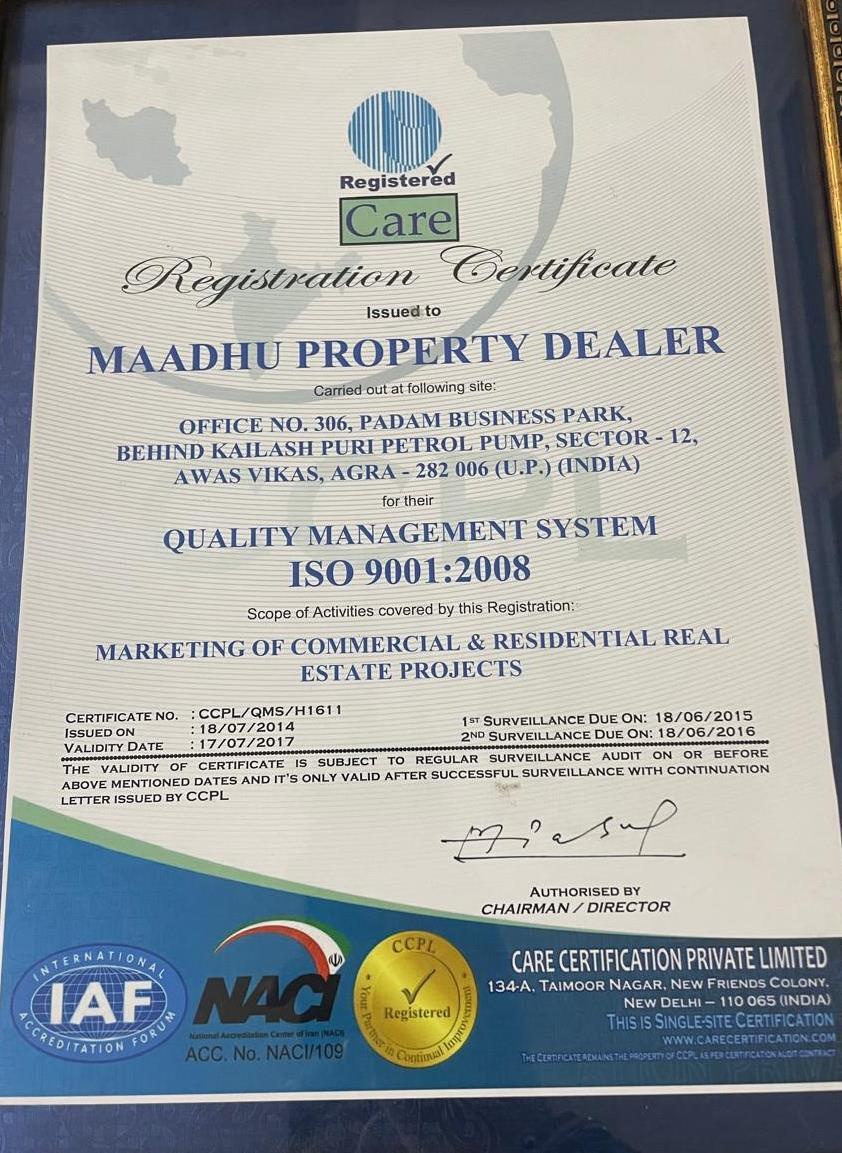 Registered
Care
Registration Certificate
Issued to
MAADHU PROPERTY DEALER
Carried out at following site:
OFFICE NO. 306, PADAM BUSINESS PARK,
BEHIND KAILASH PURI PETROL PUMP, SECTOR - 12,
AWAS VIKAS, AGRA - 282 006 (U.P.) (INDIA)
for their
QUALITY MANAGEMENT SYSTEM
ISO 9001:2008
Scope of Activities covered by this Registration:
MARKETING OF COMMERCIAL & RESIDENTIAL REAL
ESTATE PROJECTS
CERTIFICATE NO. : CCPL/QMS/H1611
ISSUED ON : 18/07/2014 1ST SURVEILLANCE DUE ON: 18/06/2015
VALIDITY DATE : 17/07/2017 2ND SURVEILLANCE DUE ON: 18/06/2016
THE VALIDITY OF CERTIFICATE IS SUBJECT TO REGULAR SURVEILLANCE AUDIT ON OR BEFORE
ABOVE MENTIONED DATES AND IT'S ONLY VALID AFTER SUCCESSFUL SURVEILLANCE WITH CONTINUATION
LETTER ISSUED BY CCPL
AUTHORISED BY
CHAIRMAN / DIRECTOR
INTERNATIONAL
IAF
ACCREDITATION FORUM
NACI
National Accreditation Center of Iran (NACI)
ACC. No. NACI/109
CCPL
Registered
Your Partner in Continual Improvement
CARE CERTIFICATION PRIVATE LIMITED
134-A, TAIMOOR NAGAR, NEW FRIENDS COLONY,
NEW DELHI – 110 065 (INDIA)
THIS IS SINGLE-SITE CERTIFICATION
WWW.CARECERTIFICATION.COM
THE CERTIFICATE REMAINS THE PROPERTY OF CCPL AS PER CERTIFICATION AUDIT CONTRACT